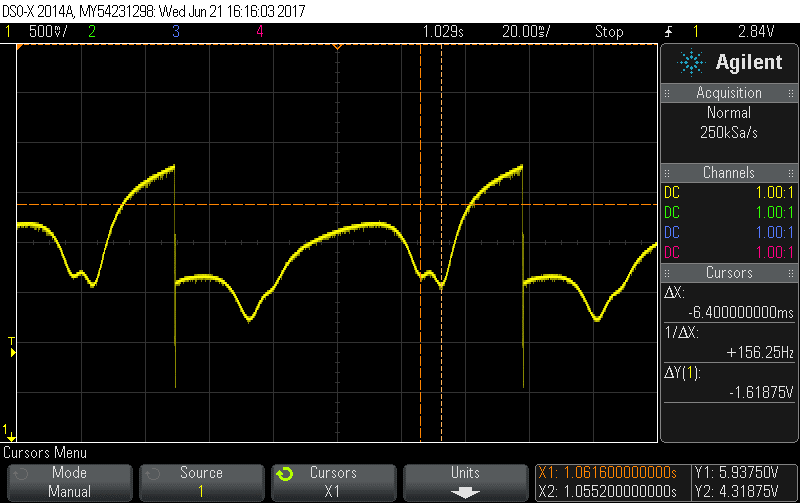 DSO-X 2014A, MY54231298: Wed Jun 21 16:16:03 2017
1 500mV/ 2 3 4 1.029s 20.00ms/ Stop 1 2.84V
Agilent
Acquisition
Normal
250kSa/s
Channels
DC 1.00:1
DC 1.00:1
DC 1.00:1
DC 1.00:1
Cursors
ΔX:
-6.400000000ms
1/ΔX:
+156.25Hz
ΔY(1):
-1.61875V
T
1
Cursors Menu
Mode
Manual
Source
1
Cursors
X1
Units
X1: 1.061600000000s Y1: 5.93750V
X2: 1.055200000000s Y2: 4.31875V